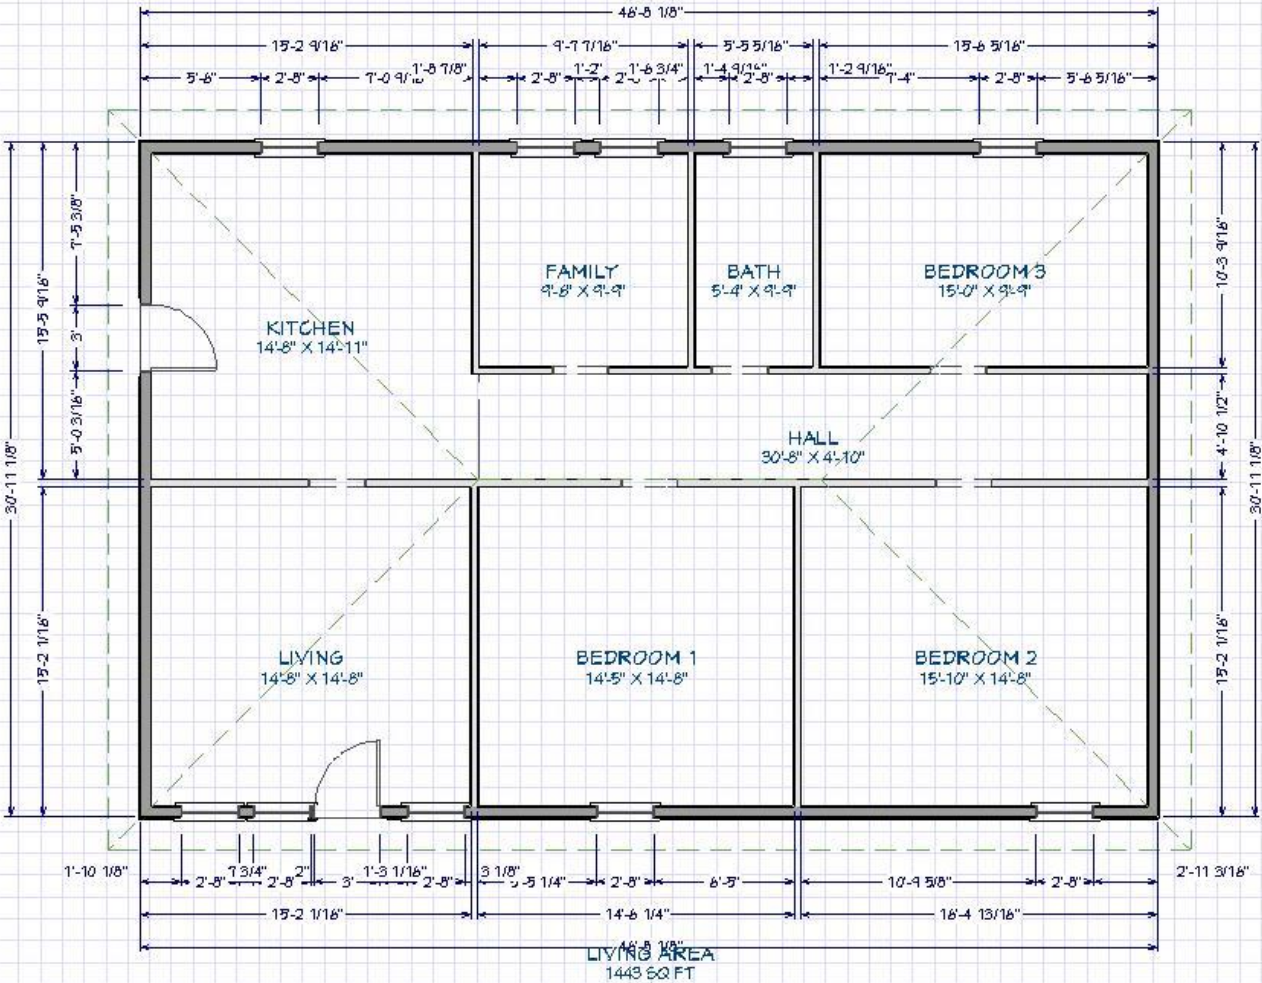 46'-8 1/8"
15'-2 9/16" 9'-7 7/16" 5'-5 5/16" 15'-6 5/16"
5'-6" 2'-8" 1'-8 7/8" 2'-8" 1'-2" 1'-6 3/4" 2'-8" 1'-2 9/16" 7'-4" 2'-8" 5'-6 5/16"
7'-5 3/8"
10'-3 9/16"
FAMILY
9'-8" X 9'-9"
BATH
5'-4" X 9'-9"
BEDROOM 3
15'-0" X 9'-9"
15'-5 9/16"
3'
KITCHEN
14'-8" X 14'-11"
5'-0 3/16"
4'-10 1/2"
HALL
30'-8" X 4'-10"
30'-11 1/8"
30'-11 1/8"
15'-2 1/16"
15'-2 1/16"
LIVING
14'-8" X 14'-8"
BEDROOM 1
14'-5" X 14'-8"
BEDROOM 2
15'-10" X 14'-8"
1'-10 1/8" 2'-8" 7 3/4" 2'-8" 2" 3' 1'-3 1/16" 2'-8" 3 1/8" 2'-8" 6'-5" 10'-9 5/8" 2'-8" 2'-11 3/16"
15'-2 1/16" 14'-6 1/4" 16'-4 13/16"
46'-8 1/8"
LIVING AREA
1443 SQ FT